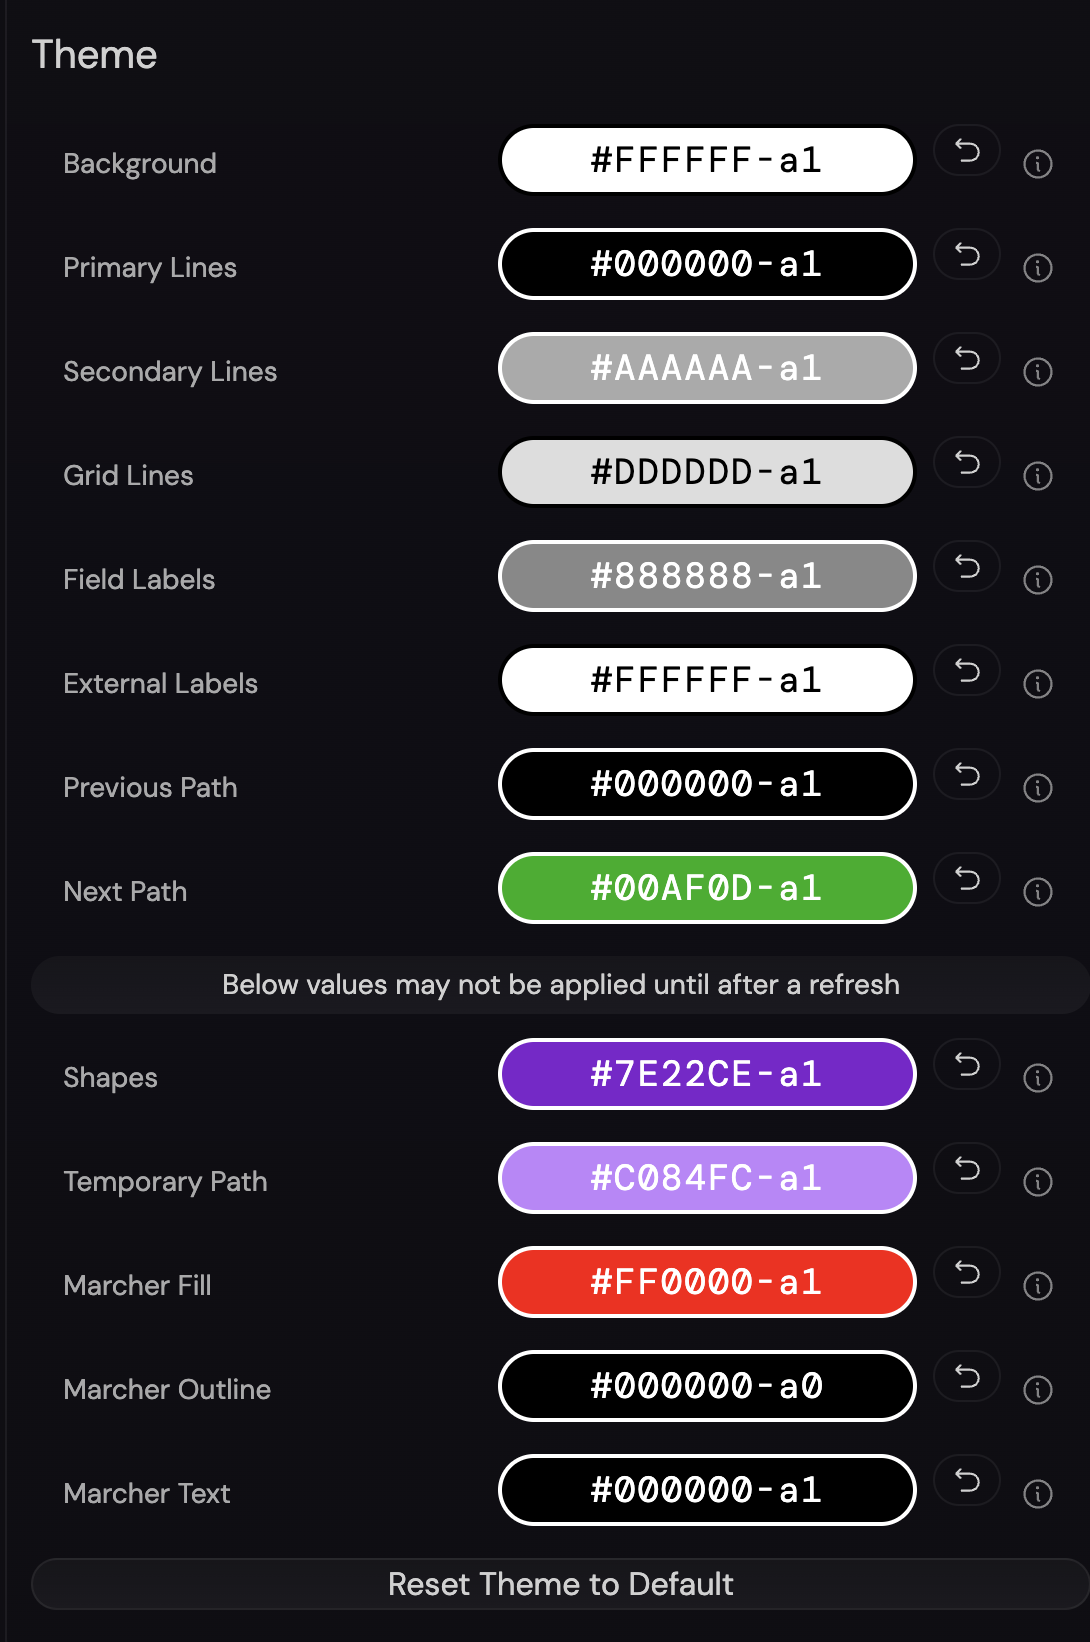 Theme
Background #FFFFFF-a1
Primary Lines #000000-a1
Secondary Lines #AAAAAA-a1
Grid Lines #DDDDDD-a1
Field Labels #888888-a1
External Labels #FFFFFF-a1
Previous Path #000000-a1
Next Path #00AF0D-a1
Below values may not be applied until after a refresh
Shapes #7E22CE-a1
Temporary Path #C084FC-a1
Marcher Fill #FF0000-a1
Marcher Outline #000000-a0
Marcher Text #000000-a1
Reset Theme to Default